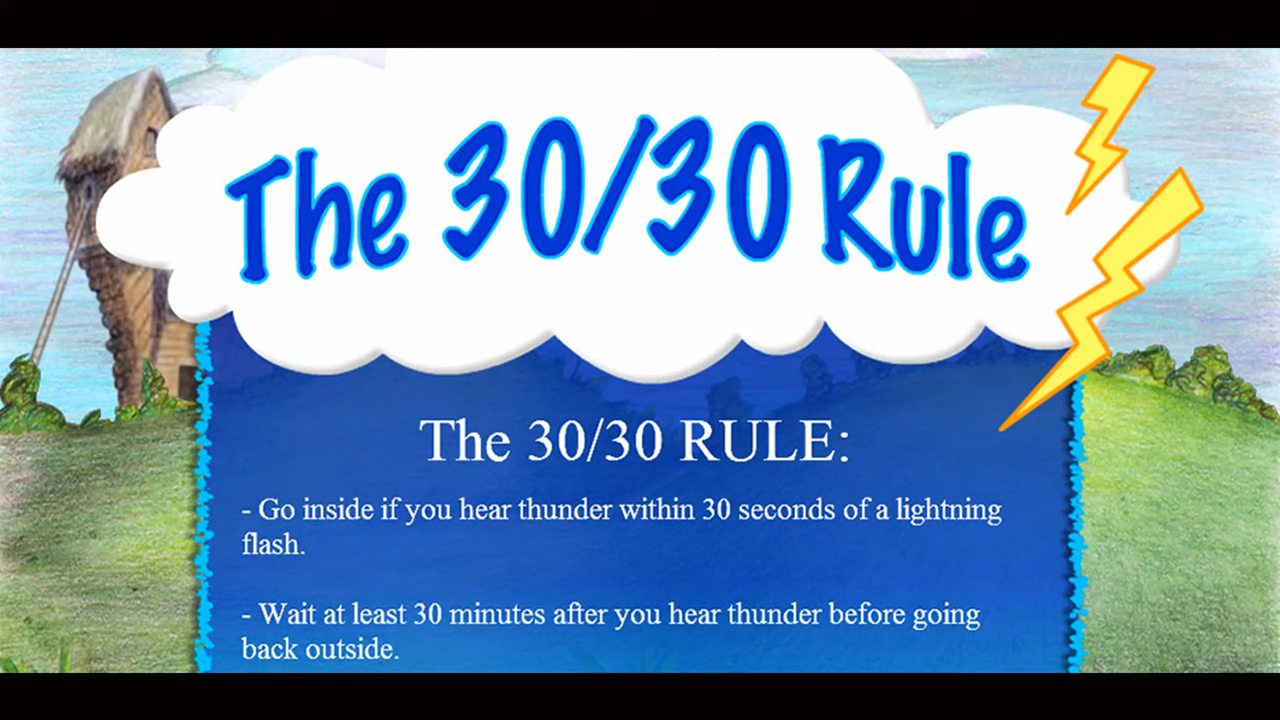 The 30/30 Rule
The 30/30 RULE:
- Go inside if you hear thunder within 30 seconds of a lightning
flash.
- Wait at least 30 minutes after you hear thunder before going
back outside.